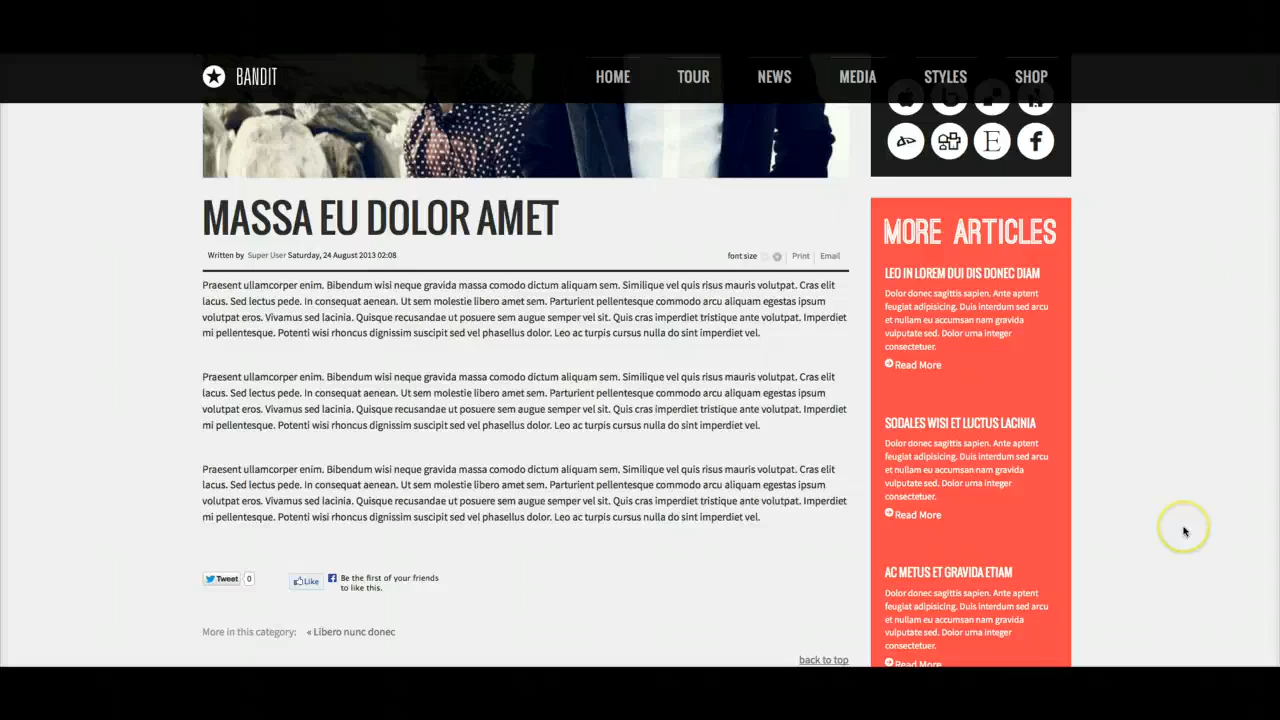 BANDIT
HOME TOUR NEWS MEDIA STYLES SHOP
MASSA EU DOLOR AMET
Written by Super User Saturday, 24 August 2013 02:08
font size Print Email
Praesent ullamcorper enim. Bibendum wisi neque gravida massa comodo dictum aliquam sem. Similique vel quis risus mauris volutpat. Cras elit
lacus. Sed lectus pede. In consequat aenean. Ut sem molestie libero amet sem. Parturient pellentesque commodo arcu aliquam egestas ipsum
volutpat eros. Vivamus sed lacinia. Quisque recusandae ut posuere sem augue semper vel sit. Quis cras imperdiet tristique ante volutpat. Imperdiet
mi pellentesque. Potenti wisi rhoncus dignissim suscipit sed vel phasellus dolor. Leo ac turpis cursus nulla do sint imperdiet vel.
Praesent ullamcorper enim. Bibendum wisi neque gravida massa comodo dictum aliquam sem. Similique vel quis risus mauris volutpat. Cras elit
lacus. Sed lectus pede. In consequat aenean. Ut sem molestie libero amet sem. Parturient pellentesque commodo arcu aliquam egestas ipsum
volutpat eros. Vivamus sed lacinia. Quisque recusandae ut posuere sem augue semper vel sit. Quis cras imperdiet tristique ante volutpat. Imperdiet
mi pellentesque. Potenti wisi rhoncus dignissim suscipit sed vel phasellus dolor. Leo ac turpis cursus nulla do sint imperdiet vel.
Praesent ullamcorper enim. Bibendum wisi neque gravida massa comodo dictum aliquam sem. Similique vel quis risus mauris volutpat. Cras elit
lacus. Sed lectus pede. In consequat aenean. Ut sem molestie libero amet sem. Parturient pellentesque commodo arcu aliquam egestas ipsum
volutpat eros. Vivamus sed lacinia. Quisque recusandae ut posuere sem augue semper vel sit. Quis cras imperdiet tristique ante volutpat. Imperdiet
mi pellentesque. Potenti wisi rhoncus dignissim suscipit sed vel phasellus dolor. Leo ac turpis cursus nulla do sint imperdiet vel.
Tweet 0 Like Be the first of your friends
to like this.
More in this category: « Libero nunc donec
back to top
E f
MORE ARTICLES
LEO IN LOREM DUI DIS DONEC DIAM
Dolor donec sagittis sapien. Ante aptent
feugiat adipisicing. Duis interdum sed arcu
et nullam eu accumsan nam gravida
vulputate sed. Dolor uma integer
consectetuer.
Read More
SODALES WISI ET LUCTUS LACINIA
Dolor donec sagittis sapien. Ante aptent
feugiat adipisicing. Duis interdum sed arcu
et nullam eu accumsan nam gravida
vulputate sed. Dolor uma integer
consectetuer.
Read More
AC METUS ET GRAVIDA ETIAM
Dolor donec sagittis sapien. Ante aptent
feugiat adipisicing. Duis interdum sed arcu
et nullam eu accumsan nam gravida
vulputate sed. Dolor uma integer
consectetuer.
Read More